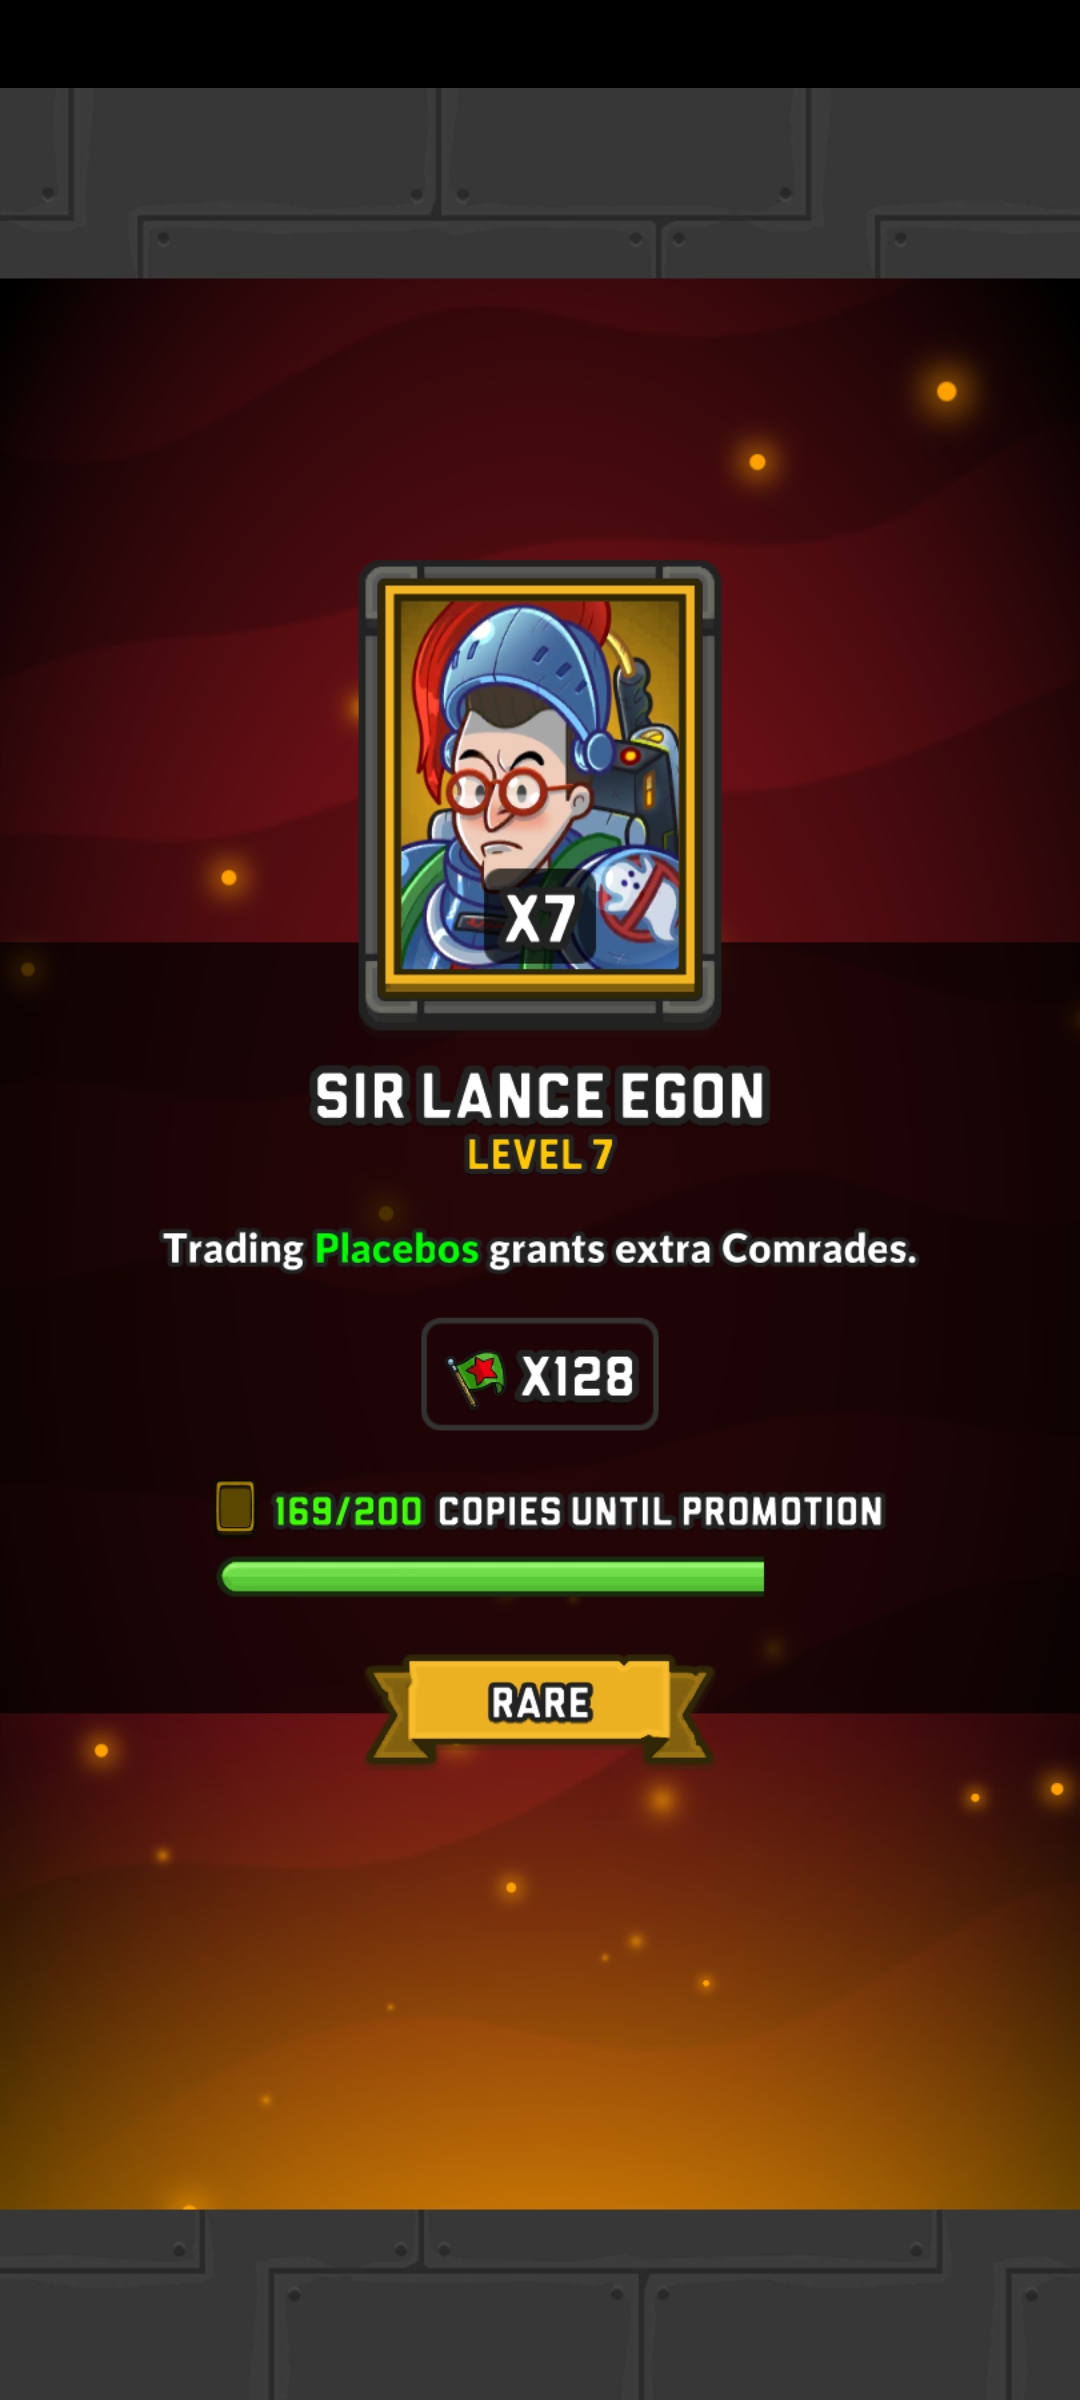 X7
SIR LANCE EGON
LEVEL 7
Trading Placebos grants extra Comrades.
X128
169/200 COPIES UNTIL PROMOTION
RARE